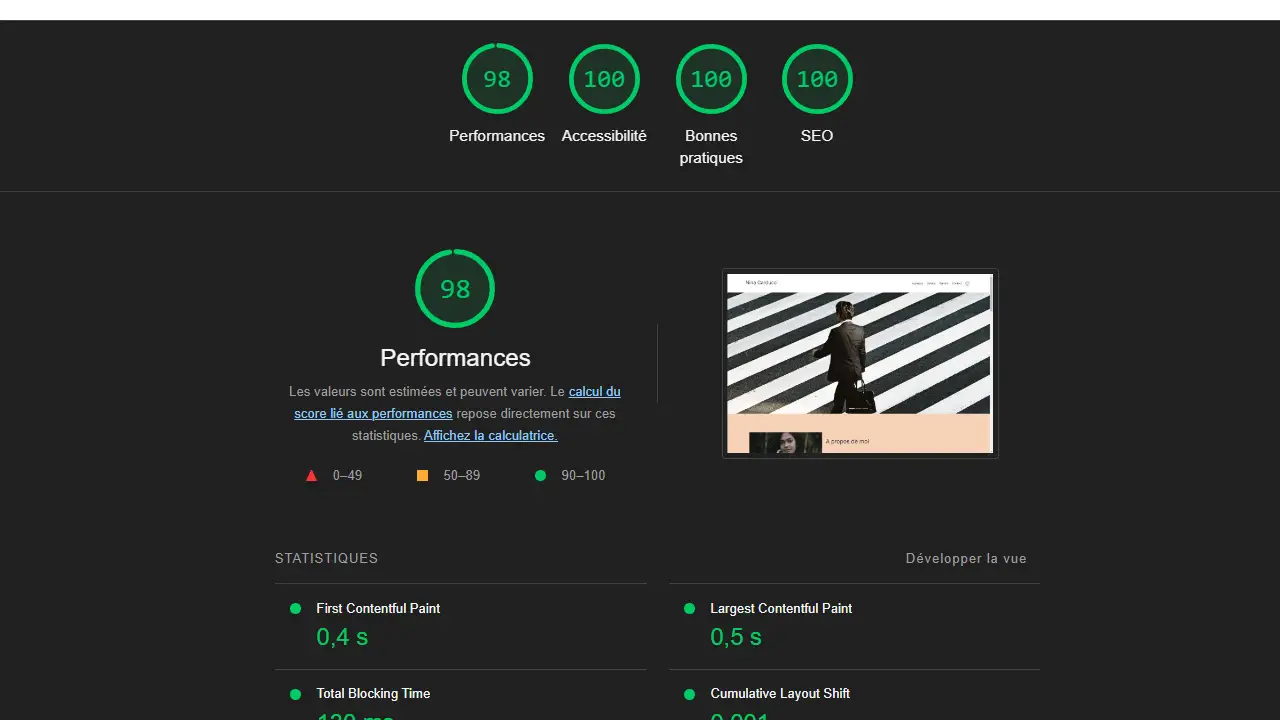 98
100
100
100
Performances
Accessibilité
Bonnes
pratiques
SEO
98
Performances
Les valeurs sont estimées et peuvent varier. Le calcul du
score lié aux performances repose directement sur ces
statistiques. Affichez la calculatrice.
0–49
50–89
90–100
Nina Carducci
A propos de moi
STATISTIQUES
Développer la vue
First Contentful Paint
0,4 s
Largest Contentful Paint
0,5 s
Total Blocking Time
Cumulative Layout Shift
0,001